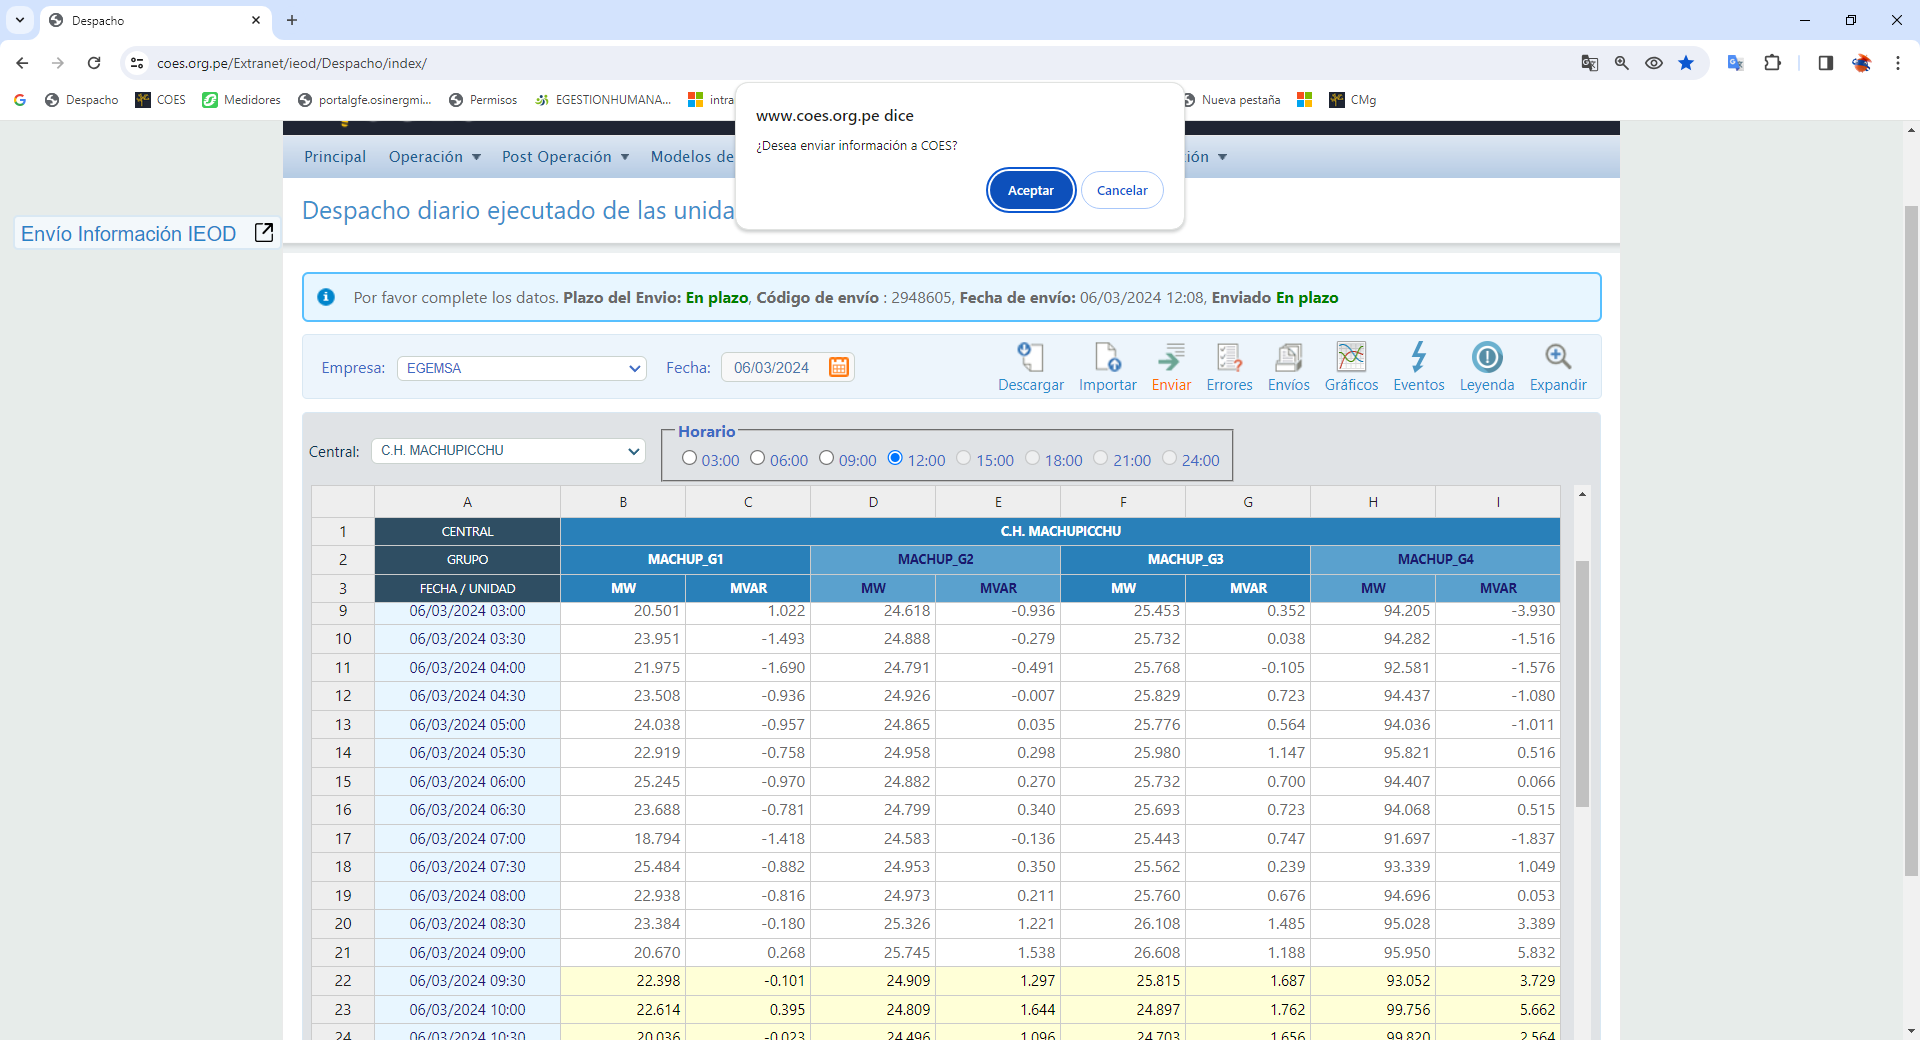 Despacho
coes.org.pe/Extranet/ieod/Despacho/index/
Despacho COES Medidores portalgfe.osinergmi... Permisos EGESTIONHUMANA... intra Nueva pestaña CMg
www.coes.org.pe dice
¿Desea enviar información a COES?
Aceptar Cancelar
Principal Operación Post Operación Modelos de ión
Despacho diario ejecutado de las unida
Envío Información IEOD
Por favor complete los datos. Plazo del Envio: En plazo, Código de envío : 2948605, Fecha de envío: 06/03/2024 12:08, Enviado En plazo
Empresa: EGEMSA Fecha: 06/03/2024
Descargar Importar Enviar Errores Envíos Gráficos Eventos Leyenda Expandir
Central: C.H. MACHUPICCHU
Horario
03:00 06:00 09:00 12:00 15:00 18:00 21:00 24:00
A B C D E F G H I
1 CENTRAL C.H. MACHUPICCHU
2 GRUPO MACHUP_G1 MACHUP_G2 MACHUP_G3 MACHUP_G4
3 FECHA / UNIDAD MW MVAR MW MVAR MW MVAR MW MVAR
9 06/03/2024 03:00 20.501 1.022 24.618 -0.936 25.453 0.352 94.205 -3.930
10 06/03/2024 03:30 23.951 -1.493 24.888 -0.279 25.732 0.038 94.282 -1.516
11 06/03/2024 04:00 21.975 -1.690 24.791 -0.491 25.768 -0.105 92.581 -1.576
12 06/03/2024 04:30 23.508 -0.936 24.926 -0.007 25.829 0.723 94.437 -1.080
13 06/03/2024 05:00 24.038 -0.957 24.865 0.035 25.776 0.564 94.036 -1.011
14 06/03/2024 05:30 22.919 -0.758 24.958 0.298 25.980 1.147 95.821 0.516
15 06/03/2024 06:00 25.245 -0.970 24.882 0.270 25.732 0.700 94.407 0.066
16 06/03/2024 06:30 23.688 -0.781 24.799 0.340 25.693 0.723 94.068 0.515
17 06/03/2024 07:00 18.794 -1.418 24.583 -0.136 25.443 0.747 91.697 -1.837
18 06/03/2024 07:30 25.484 -0.882 24.953 0.350 25.562 0.239 93.339 1.049
19 06/03/2024 08:00 22.938 -0.816 24.973 0.211 25.760 0.676 94.696 0.053
20 06/03/2024 08:30 23.384 -0.180 25.326 1.221 26.108 1.485 95.028 3.389
21 06/03/2024 09:00 20.670 0.268 25.745 1.538 26.608 1.188 95.950 5.832
22 06/03/2024 09:30 22.398 -0.101 24.909 1.297 25.815 1.687 93.052 3.729
23 06/03/2024 10:00 22.614 0.395 24.809 1.644 24.897 1.762 99.756 5.662
24 06/03/2024 10:30 20.036 -0.023 24.496 1.096 24.703 1.656 99.820 2.564